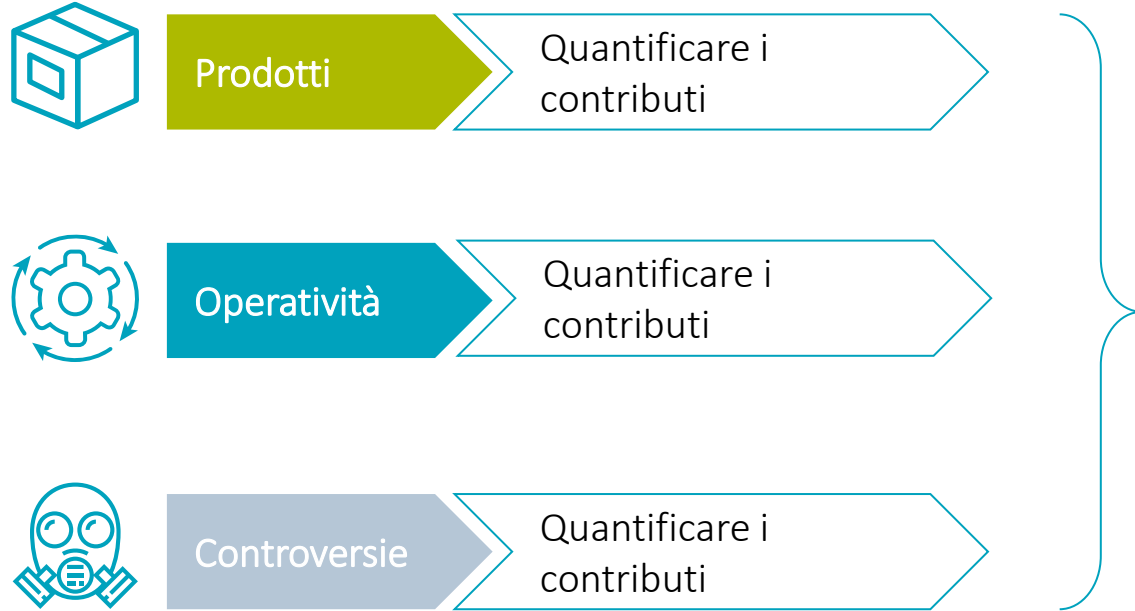 Prodotti
Quantificare i
contributi
Operatività
Quantificare i
contributi
Controversie
Quantificare i
contributi